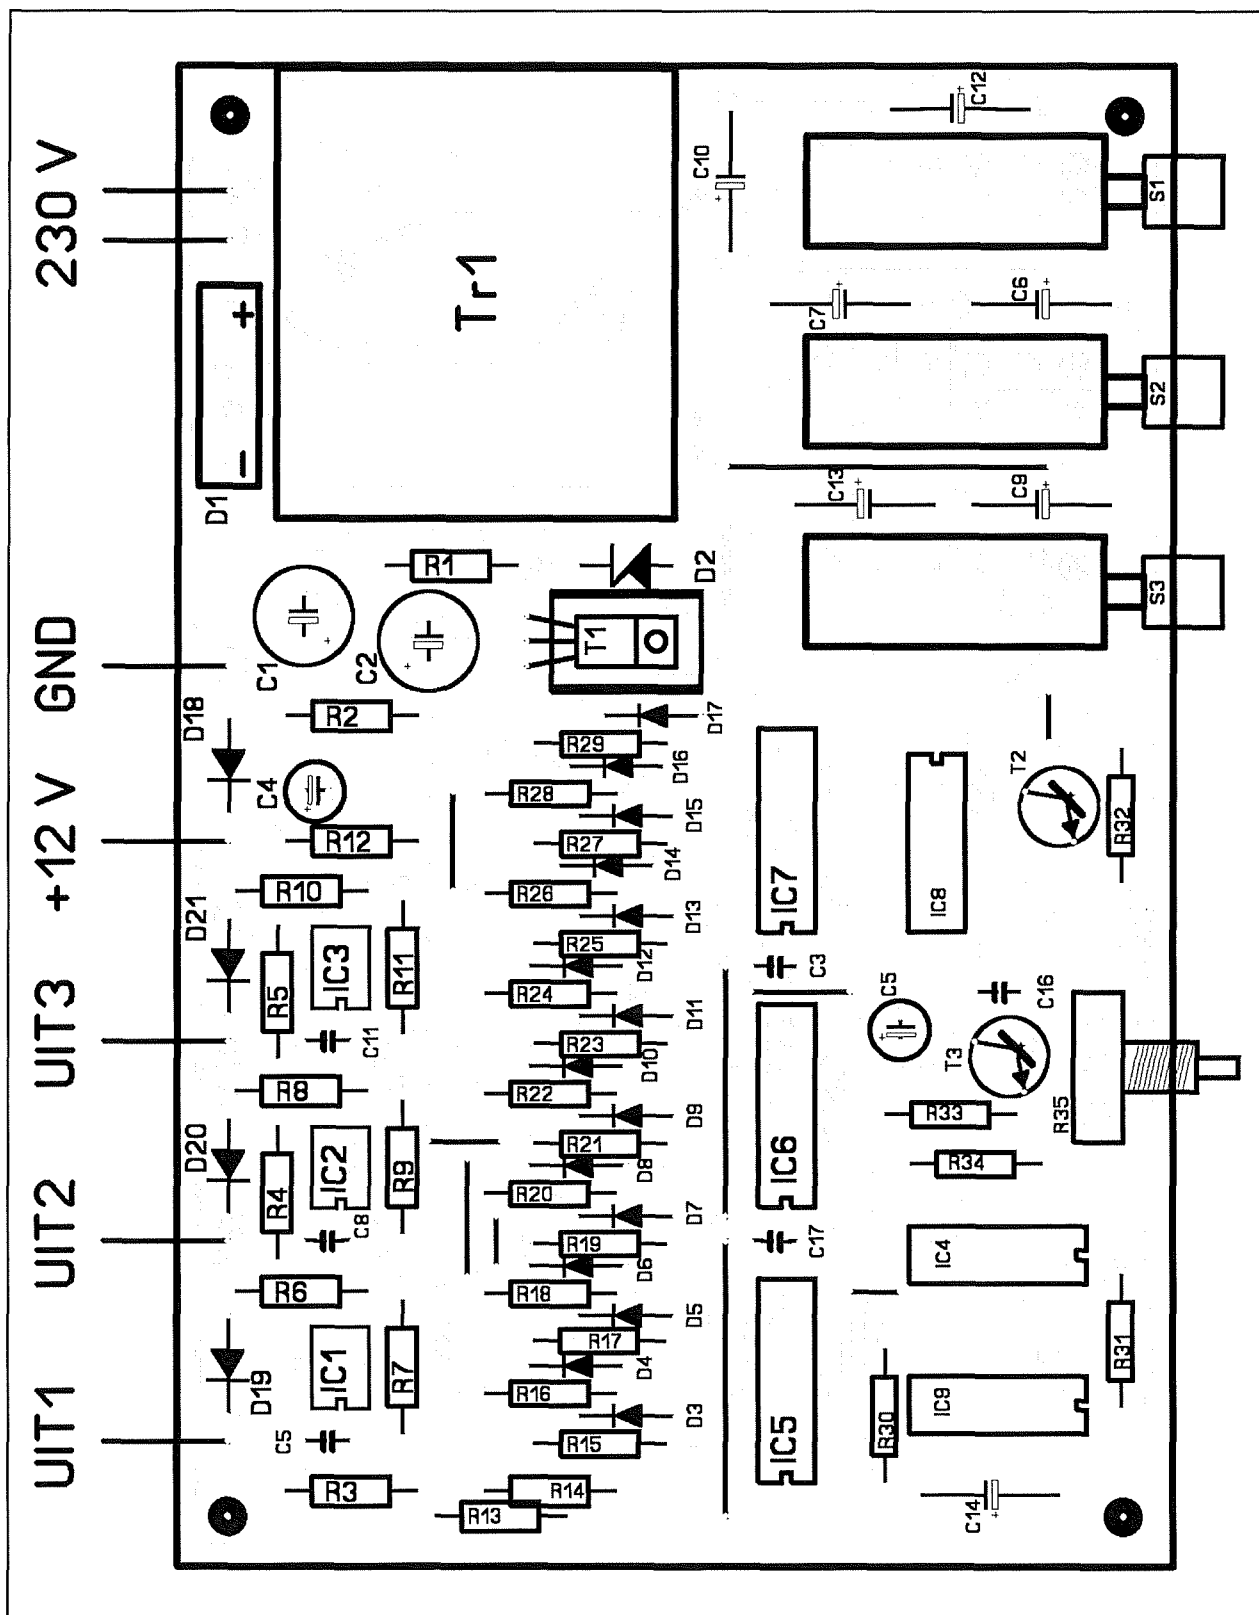 230 V
GND
+12 V
UIT3
UIT2
UIT1
D1
- +
Tr1
C10
C12
S1
C7
C6
S2
C13
C9
S3
R1
D2
C1
C2
T1
D18
R2
D17
R29
D16
C4
R28
D15
R12
R27
D14
R10
R26
D13
D21
R5
IC3
R11
R25
D12
R24
D11
C11
R23
D10
R8
R22
D9
D20
R4
IC2
R9
R21
D8
R20
D7
C8
R19
D6
R6
R18
D5
D19
IC1
R7
R17
D4
R16
D3
C5
R15
R3
R14
R13
IC7
IC8
T2
R32
C3
C5
C16
T3
IC6
R33
R35
R34
C17
IC4
R31
IC5
R30
IC9
C14